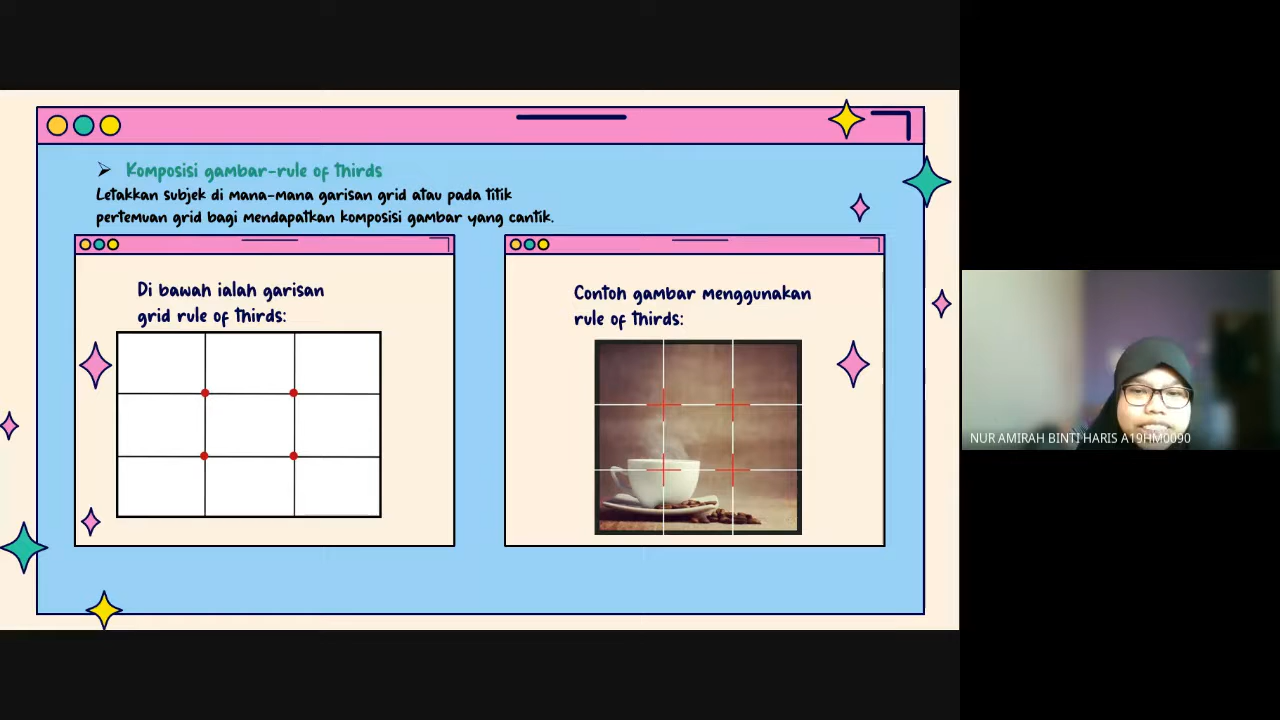 Komposisi gambar-rule of thirds
Letakkan subjek di mana-mana garisan grid atau pada titik
pertemuan grid bagi mendapatkan komposisi gambar yang cantik.
Di bawah ialah garisan
grid rule of thirds:
Contoh gambar menggunakan
rule of thirds:
NUR AMIRAH BINTI HARIS A19HM0090